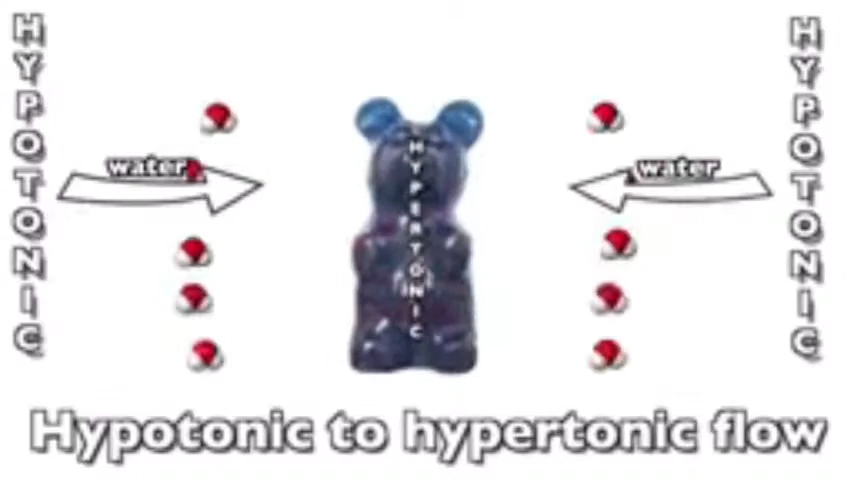 HYPOTONIC
water
HYPERTONIC
water
HYPOTONIC
Hypotonic to hypertonic flow